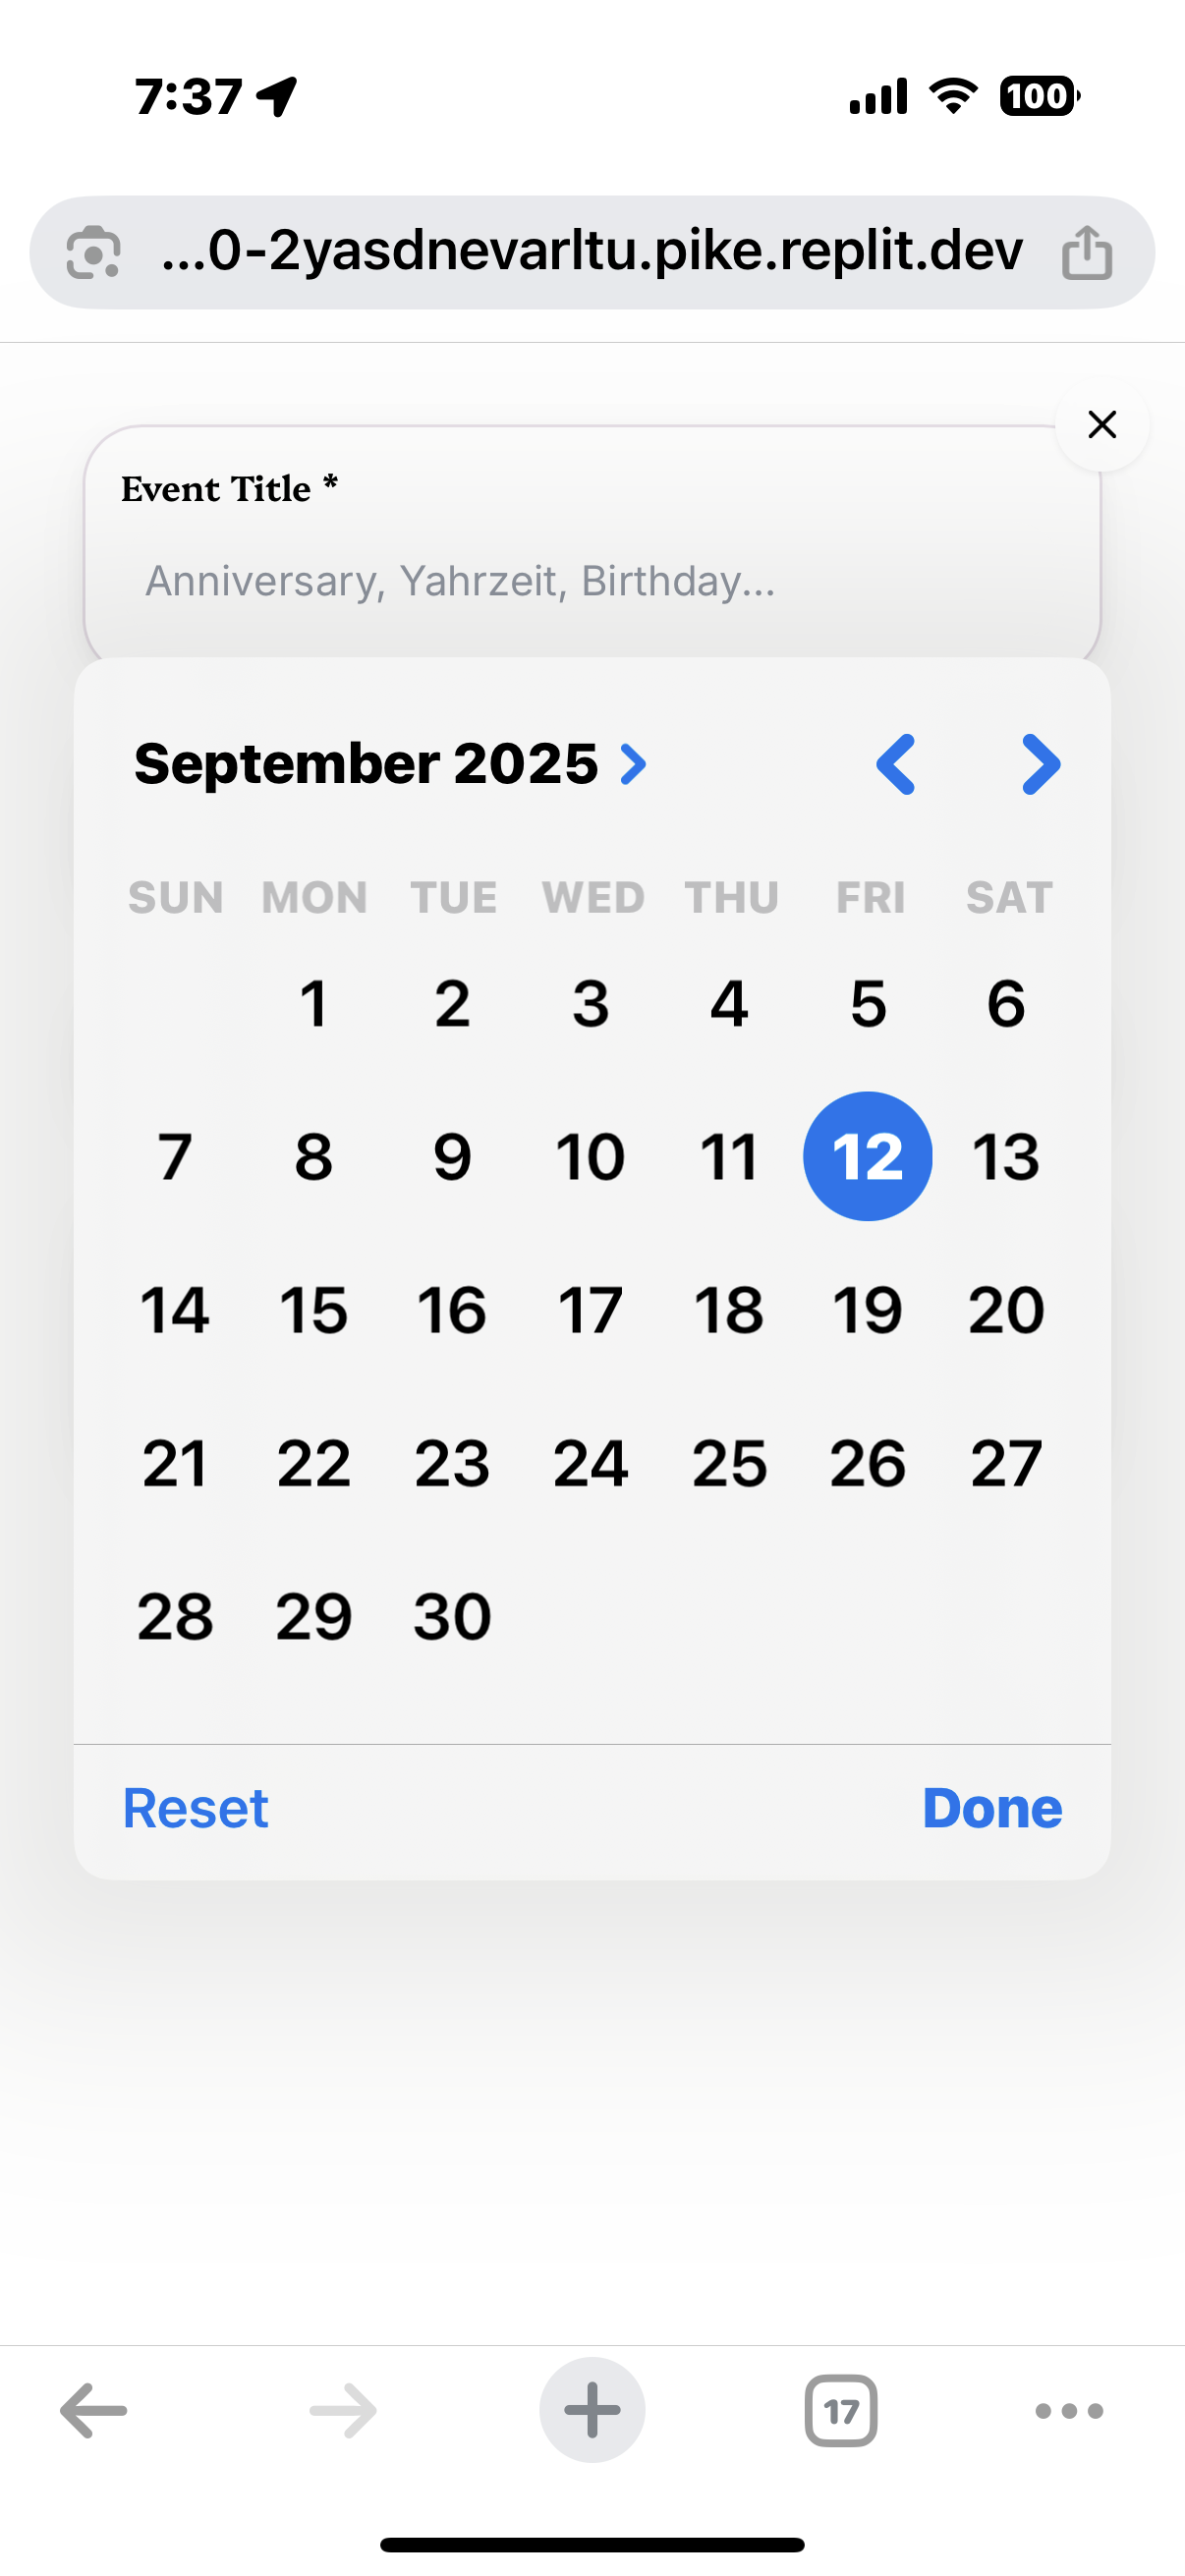 7:37
100
...0-2yasdnevarltu.pike.replit.dev
Event Title *
Anniversary, Yahrzeit, Birthday...
September 2025
SUN MON TUE WED THU FRI SAT
1 2 3 4 5 6
7 8 9 10 11 12 13
14 15 16 17 18 19 20
21 22 23 24 25 26 27
28 29 30
Reset Done
17